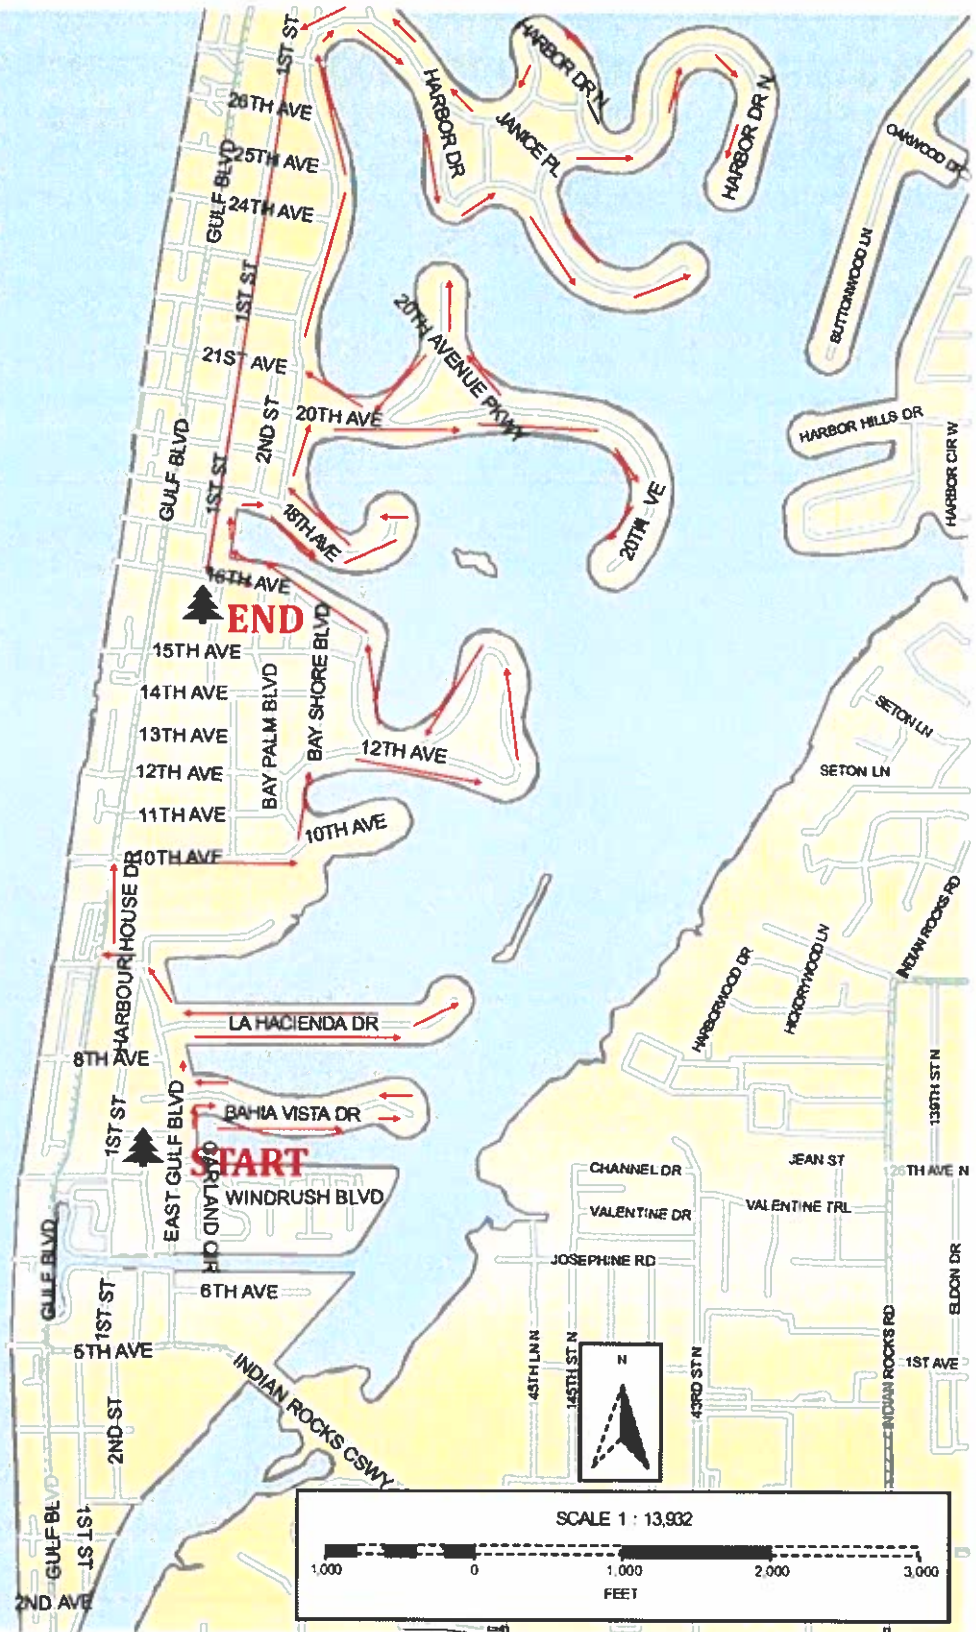 1ST ST
HARBOR DR N
26TH AVE
HARBOR DR
JANICE PL
HARBOR DR N
OAKWOOD DR
GULF BLVD
25TH AVE
24TH AVE
BUTTONWOOD LN
1ST ST
20TH AVENUE PKWY
21ST AVE
20TH AVE
2ND ST
HARBOR HILLS DR
GULF BLVD
1ST ST
HARBOR CIR W
18TH AVE
20TH VE
16TH AVE
END
15TH AVE
BAY SHORE BLVD
14TH AVE
BAY PALM BLVD
SETON LN
13TH AVE
12TH AVE
12TH AVE
SETON LN
11TH AVE
10TH AVE
10TH AVE
HARBOUR HOUSE DR
INDIAN ROCKS RD
HARBORWOOD DR
HICKORYWOOD LN
LA HACIENDA DR
8TH AVE
139TH ST N
1ST ST
EAST GULF BLVD
BAHIA VISTA DR
START
GARLAND CIR
WINDRUSH BLVD
CHANNEL DR
JEAN ST
126TH AVE N
VALENTINE DR
VALENTINE TRL
GULF BLVD
JOSEPHINE RD
ELDON DR
6TH AVE
1ST ST
5TH AVE
INDIAN ROCKS CSWY
45TH LN N
145TH ST N
N
43RD ST N
INDIAN ROCKS RD
1ST AVE
2ND ST
GULF BLVD
1ST ST
2ND AVE
SCALE 1 : 13,932
1,000 0 1,000 2,000 3,000
FEET